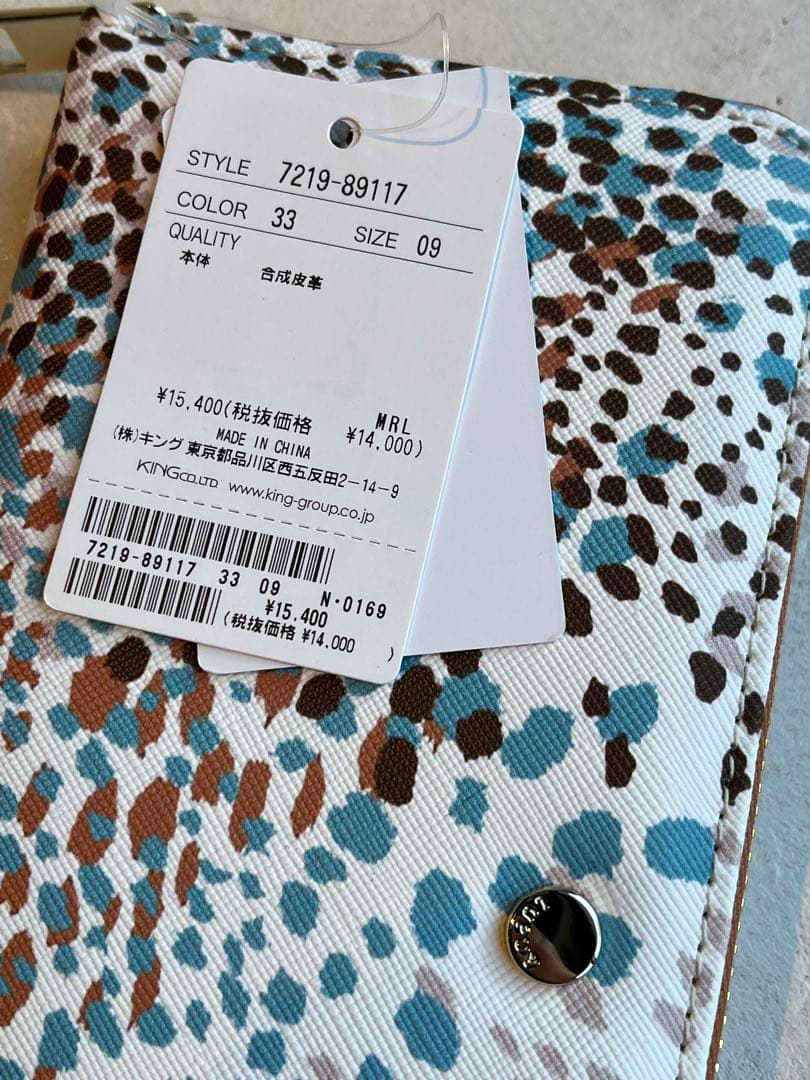 STYLE 7219-89117
COLOR 33 SIZE 09
QUALITY
本体 合成皮革
MRL
¥15,400(税抜価格 ¥14,000)
MADE IN CHINA
(株)キング 東京都品川区西五反田2-14-9
KING CO.LTD www.king-group.co.jp
7219-89117 33 09 N・0169
¥15,400
(税抜価格 ¥14,000 )